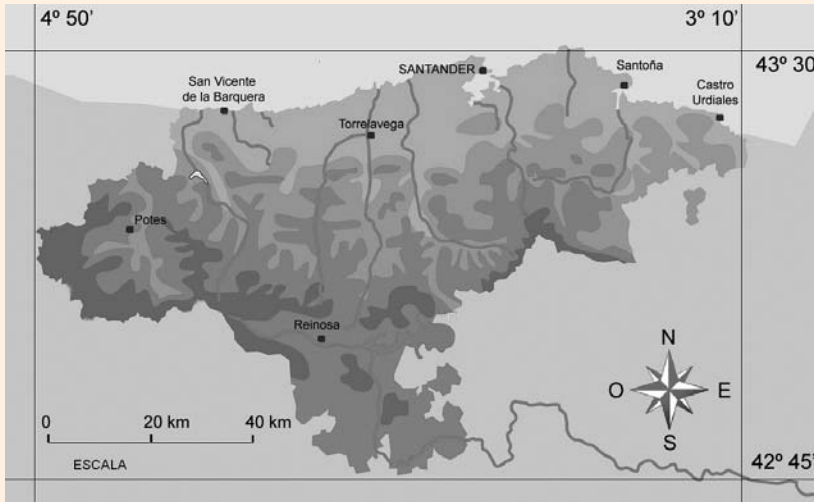 4º 50'
3º 10'
43º 30
SANTANDER
Santoña
San Vicente
de la Barquera
Castro
Urdiales
Torrelavega
Potes
Reinosa
N
O
E
S
0
20 km
40 km
ESCALA
42º 45'